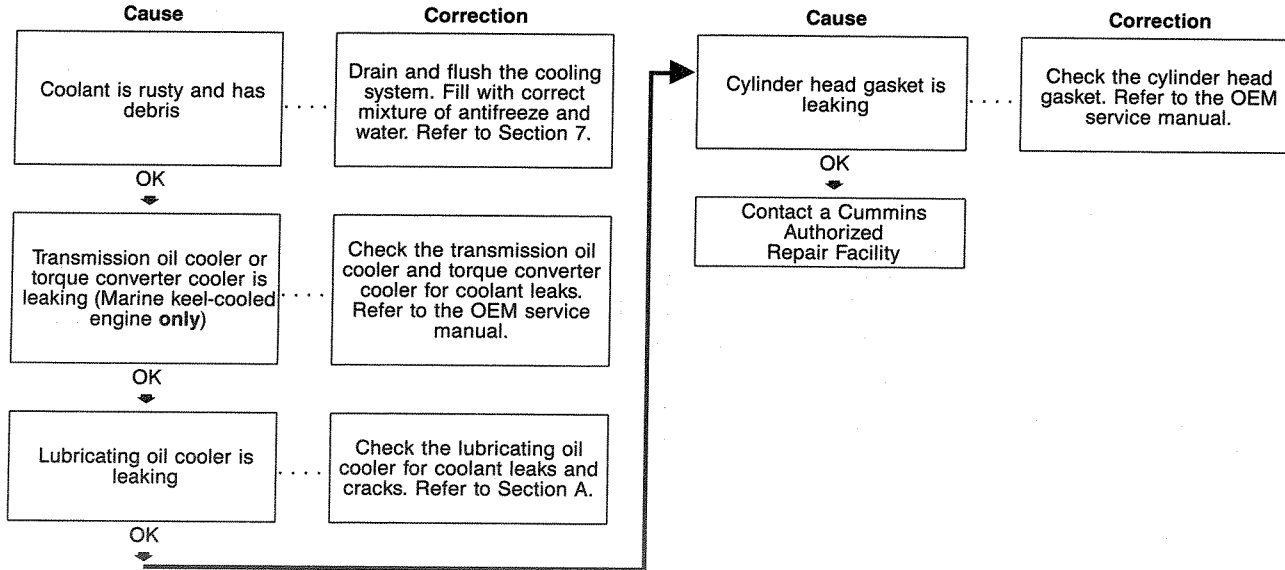 Cause
Correction
Coolant is rusty and has
debris
Drain and flush the cooling
system. Fill with correct
mixture of antifreeze and
water. Refer to Section 7.
OK
Transmission oil cooler or
torque converter cooler is
leaking (Marine keel-cooled
engine only)
Check the transmission oil
cooler and torque converter
cooler for coolant leaks.
Refer to the OEM service
manual.
OK
Lubricating oil cooler is
leaking
Check the lubricating oil
cooler for coolant leaks and
cracks. Refer to Section A.
OK
Cause
Correction
Cylinder head gasket is
leaking
Check the cylinder head
gasket. Refer to the OEM
service manual.
OK
Contact a Cummins
Authorized
Repair Facility